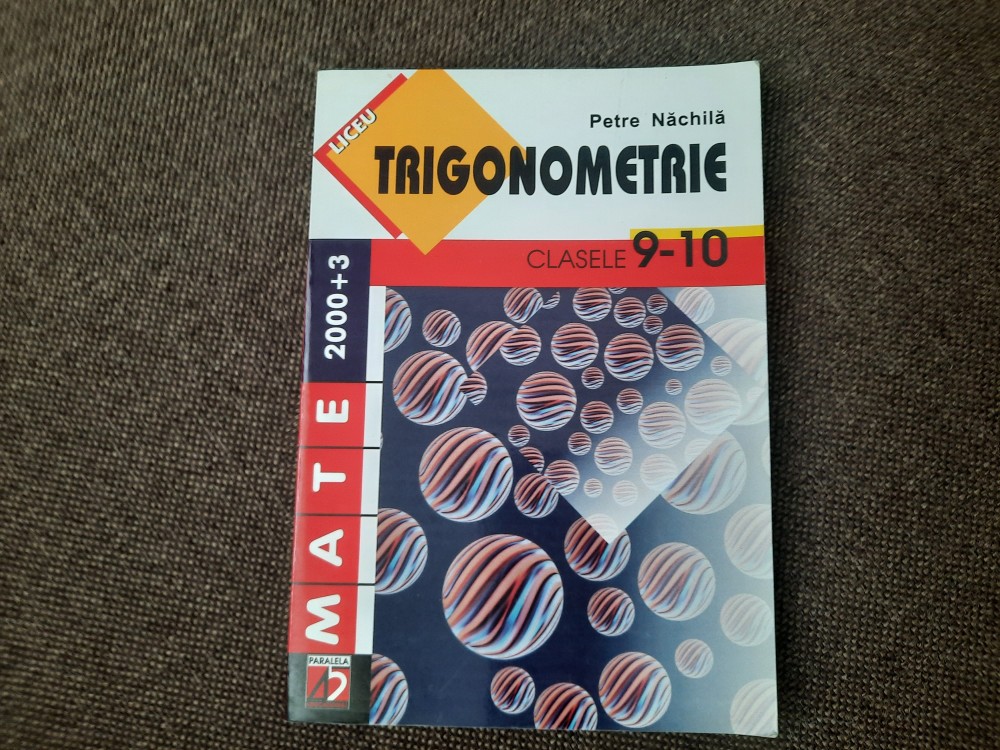 LICEU
Petre Năchilă
TRIGONOMETRIE
CLASELE 9-10
MATE 2000+3
PARALELA
45